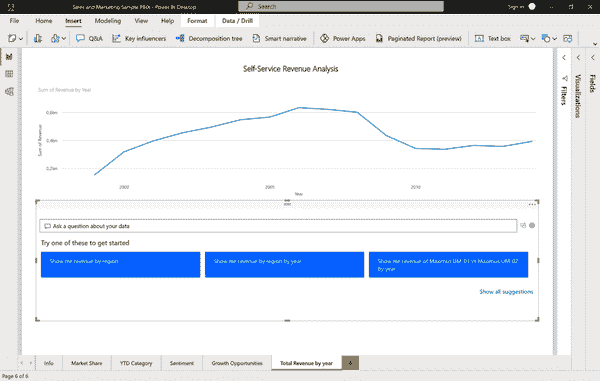 Sales and Marketing Sample PBIX - Power BI Desktop
Search
Sign in
File Home Insert Modeling View Help Format Data / Drill
Q&A Key influencers Decomposition tree Smart narrative Power Apps Paginated Report (preview) Text box
Self-Service Revenue Analysis
Sum of Revenue by Year
Sum of Revenue
0.6bn
0.4bn
0.2bn
2000 2005 2010
Year
Filters
Visualizations
Fields
Ask a question about your data
Try one of these to get started
Show me revenue by region
Show me revenue by region by year
Show me revenue of Maximus UM-01 vs Maximus UM-02
by year
Show all suggestions
Info Market Share YTD Category Sentiment Growth Opportunities Total Revenue by year
Page 6 of 6